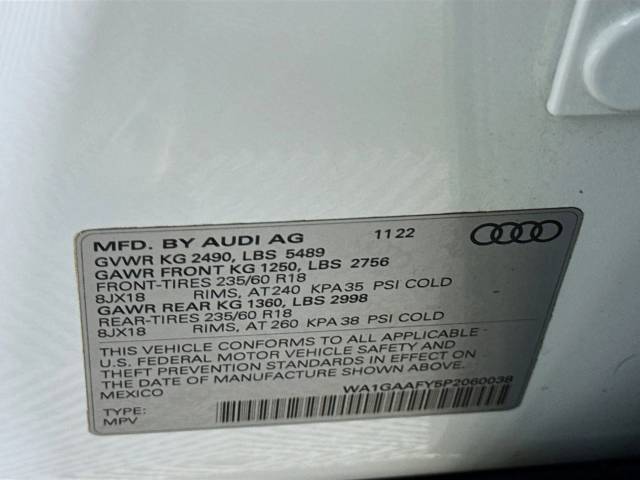 MFD. BY AUDI AG 11 22
GVWR KG 2490, LBS 5489
GAWR FRONT KG 1250, LBS 2756
FRONT-TIRES 235/60 R18
8JX18 RIMS, AT 240 KPA 35 PSI COLD
GAWR REAR KG 1360, LBS 2998
REAR-TIRES 235/60 R18
8JX18 RIMS, AT 260 KPA 38 PSI COLD
THIS VEHICLE CONFORMS TO ALL APPLICABLE
U.S. FEDERAL MOTOR VEHICLE SAFETY AND
THEFT PREVENTION STANDARDS IN EFFECT ON
THE DATE OF MANUFACTURE SHOWN ABOVE.
MEXICO WA1GAAFY5P2060038
TYPE:
MPV